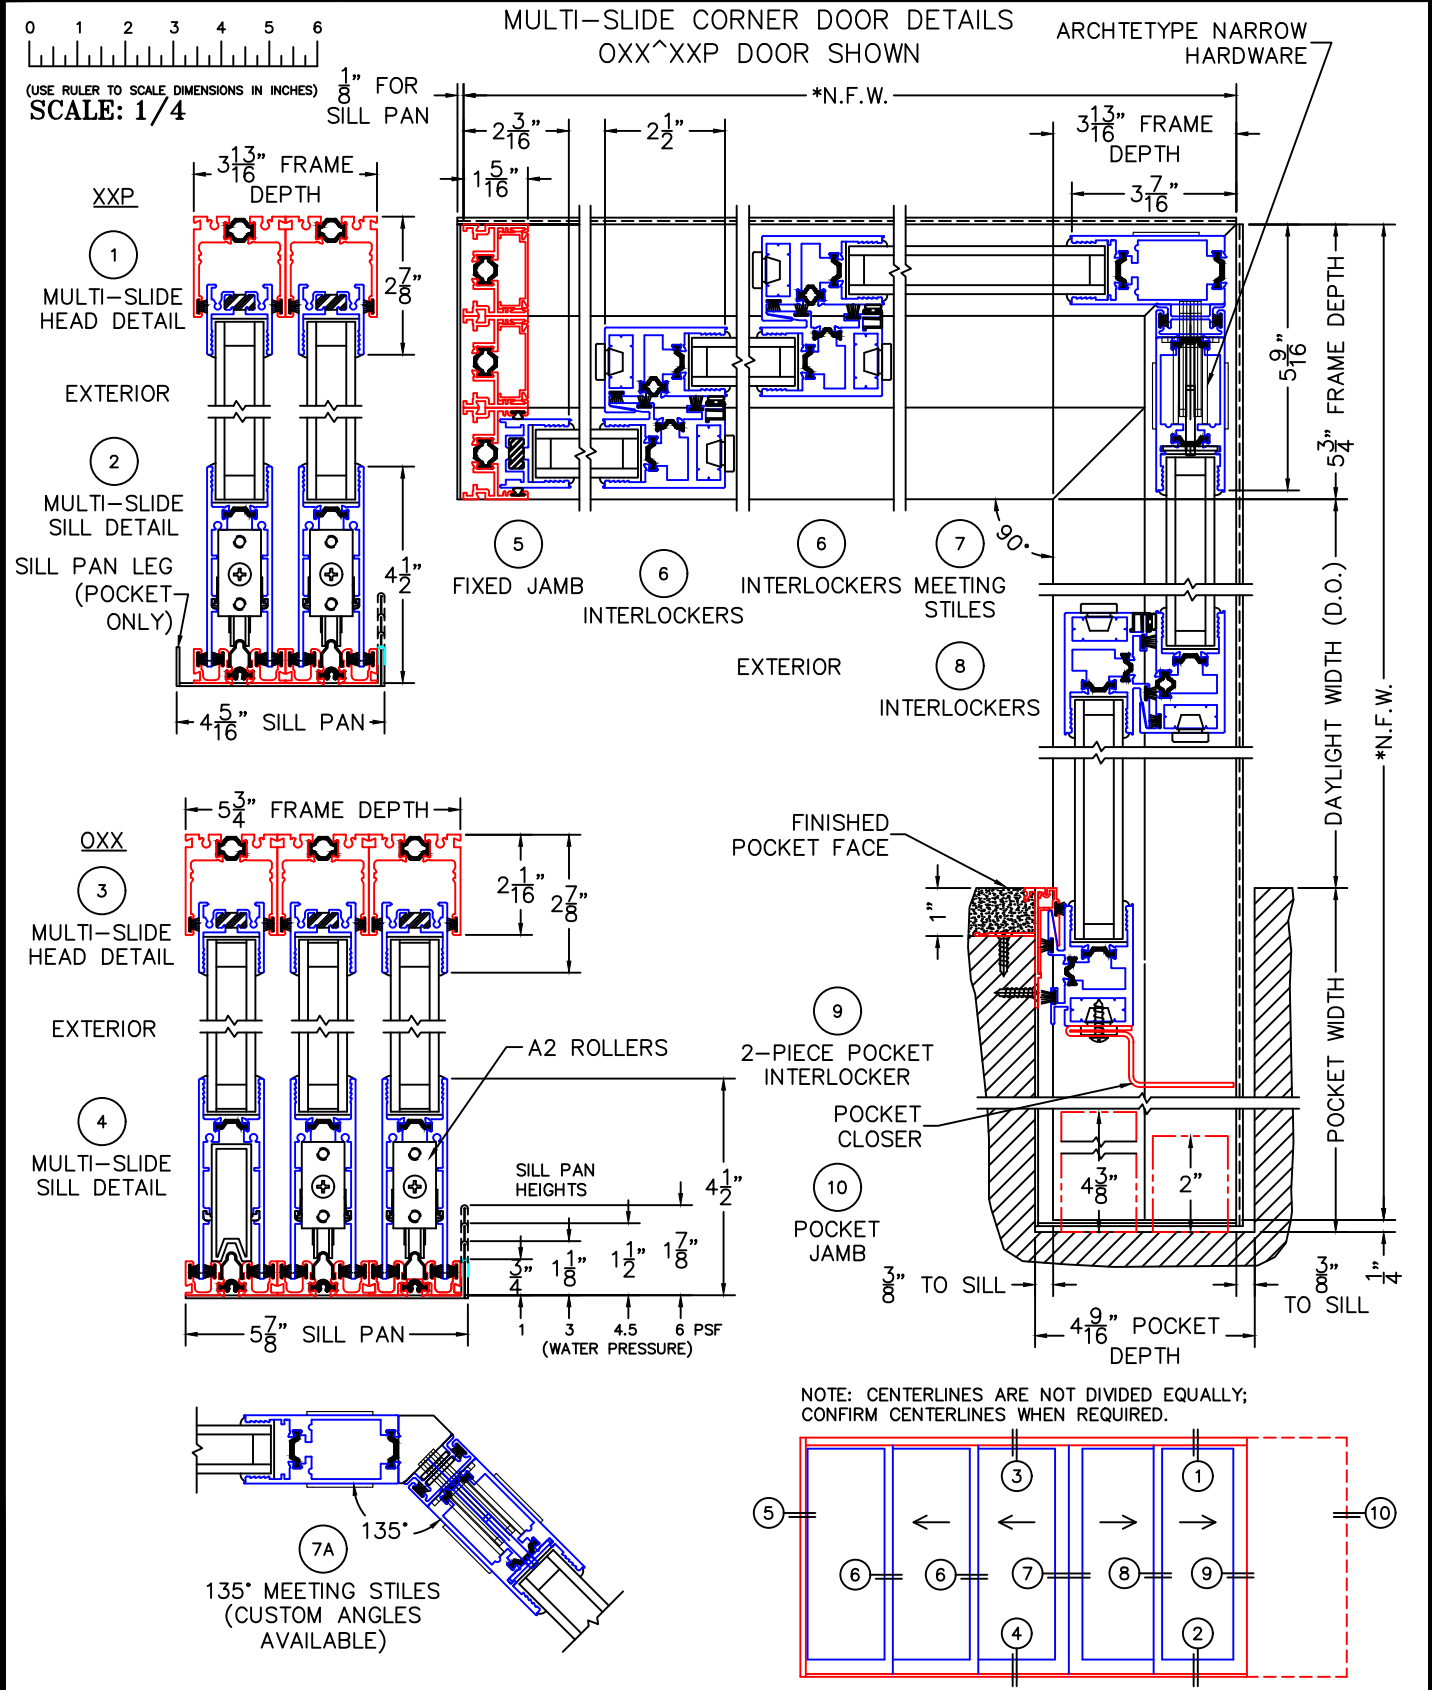 0 1 2 3 4 5 6
(USE RULER TO SCALE DIMENSIONS IN INCHES)
SCALE: 1/4
MULTI-SLIDE CORNER DOOR DETAILS
OXX^XXP DOOR SHOWN
ARCHTETYPE NARROW
HARDWARE
1/8" FOR
SILL PAN
*N.F.W.
2 3/16"
2 1/2"
3 13/16" FRAME
DEPTH
1 5/16"
3 7/16"
3 13/16" FRAME
DEPTH
XXP
1
MULTI-SLIDE
HEAD DETAIL
2 7/8"
EXTERIOR
2
MULTI-SLIDE
SILL DETAIL
SILL PAN LEG
(POCKET
ONLY)
4 1/2"
4 5/16" SILL PAN
5 9/16"
5 3/4" FRAME DEPTH
90°
5
FIXED JAMB
6
INTERLOCKERS
6
INTERLOCKERS
7
MEETING
STILES
EXTERIOR
8
INTERLOCKERS
DAYLIGHT WIDTH (D.O.)
*N.F.W.
5 3/4" FRAME DEPTH
OXX
3
MULTI-SLIDE
HEAD DETAIL
2 1/16"
2 7/8"
EXTERIOR
A2 ROLLERS
4
MULTI-SLIDE
SILL DETAIL
SILL PAN
HEIGHTS
4 1/2"
3/4"
1 1/8"
1 1/2"
1 7/8"
1 3 4.5 6 PSF
(WATER PRESSURE)
5 7/8" SILL PAN
FINISHED
POCKET FACE
1"
9
2-PIECE POCKET
INTERLOCKER
POCKET
CLOSER
10
POCKET
JAMB
4 3/8"
2"
POCKET WIDTH
3/8" TO SILL
3/8"
TO SILL
1/4"
4 9/16" POCKET
DEPTH
135°
7A
135° MEETING STILES
(CUSTOM ANGLES
AVAILABLE)
NOTE: CENTERLINES ARE NOT DIVIDED EQUALLY;
CONFIRM CENTERLINES WHEN REQUIRED.
3 1
5 10
6 6 7 8 9
4 2